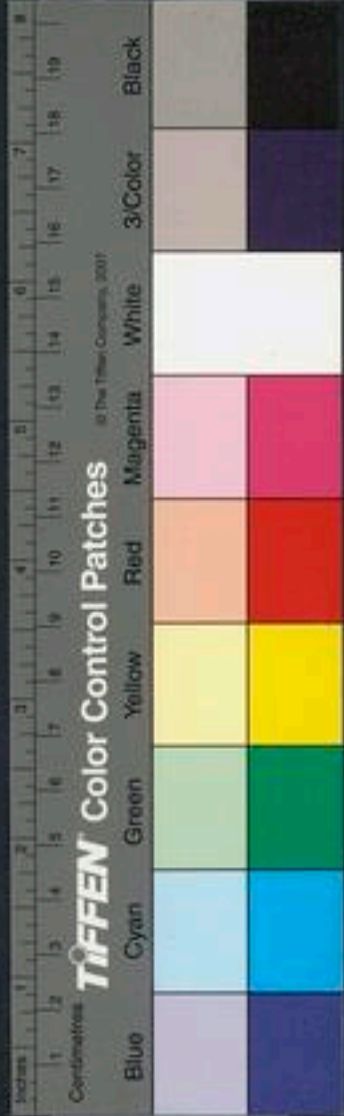 Inches 1 2 3 4 5 6 7 8
Centimetres 1 2 3 4 5 6 7 8 9 10 11 12 13 14 15 16 17 18 19
TIFFEN Color Control Patches
© The Tiffen Company, 2007
Blue Cyan Green Yellow Red Magenta White 3/Color Black